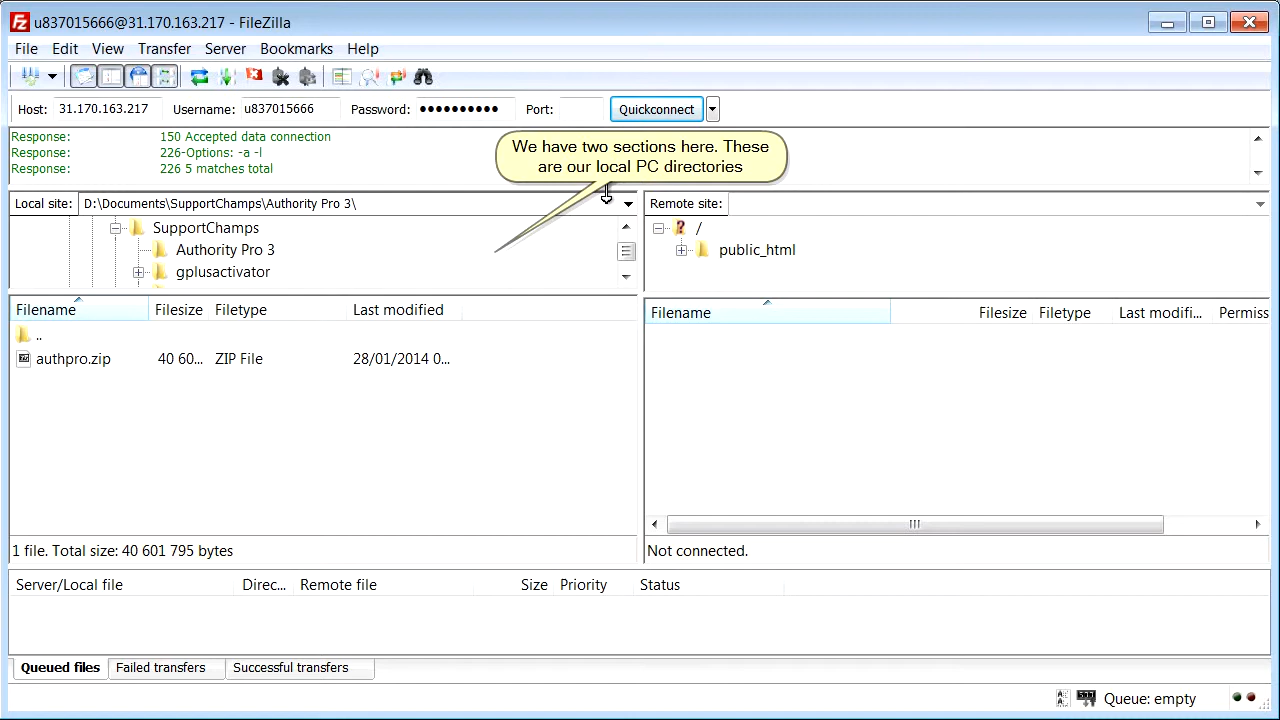 u837015666@31.170.163.217 - FileZilla
File Edit View Transfer Server Bookmarks Help
Host: 31.170.163.217 Username: u837015666 Password: ●●●●●●●●●● Port: Quickconnect
Response: 150 Accepted data connection
Response: 226-Options: -a -l
Response: 226 5 matches total
We have two sections here. These
are our local PC directories
Local site: D:\Documents\SupportChamps\Authority Pro 3\
SupportChamps
Authority Pro 3
gplusactivator
Remote site:
/
public_html
Filename Filesize Filetype Last modified
..
authpro.zip 40 60... ZIP File 28/01/2014 0...
1 file. Total size: 40 601 795 bytes
Filename Filesize Filetype Last modifi... Permiss
Not connected.
Server/Local file Direc... Remote file Size Priority Status
Queued files Failed transfers Successful transfers
Queue: empty